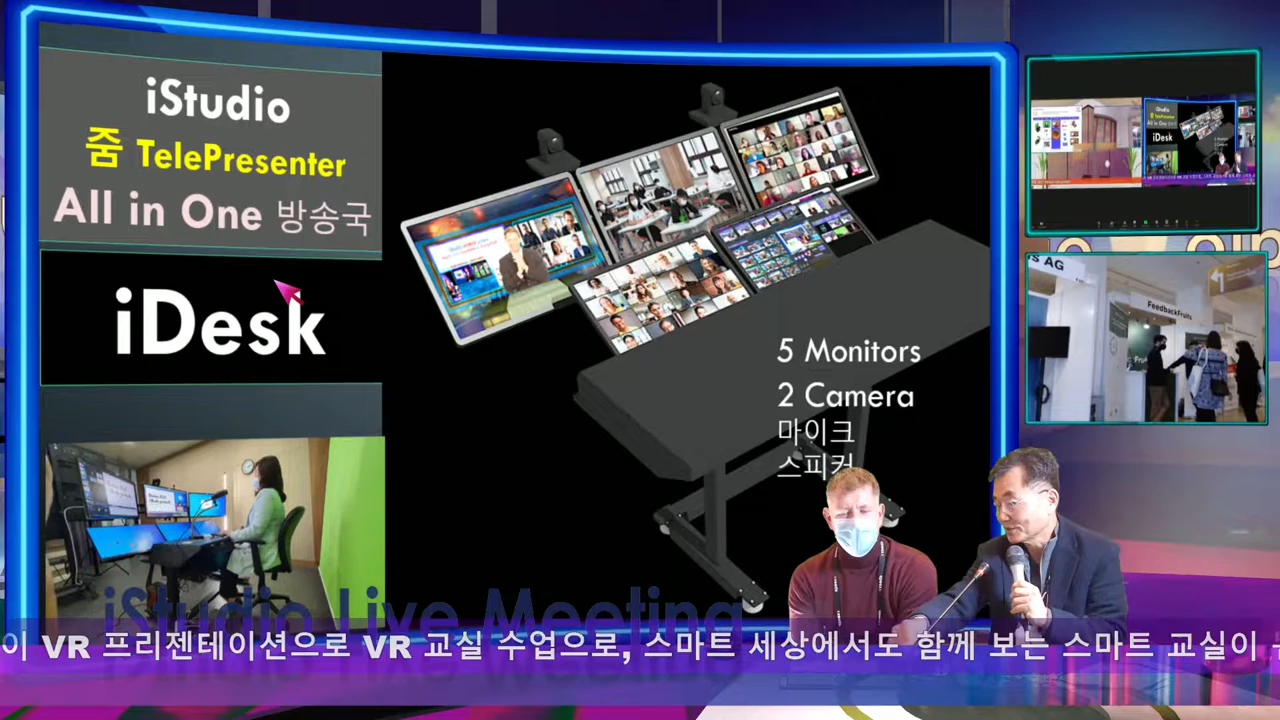 iStudio
줌 TelePresenter
All in One 방송국
iDesk
5 Monitors
2 Camera
마이크
스피커
S AG
FeedbackFruits
1
iStudio Live Meeting
이 VR 프리젠테이션으로 VR 교실 수업으로, 스마트 세상에서도 함께 보는 스마트 교실이